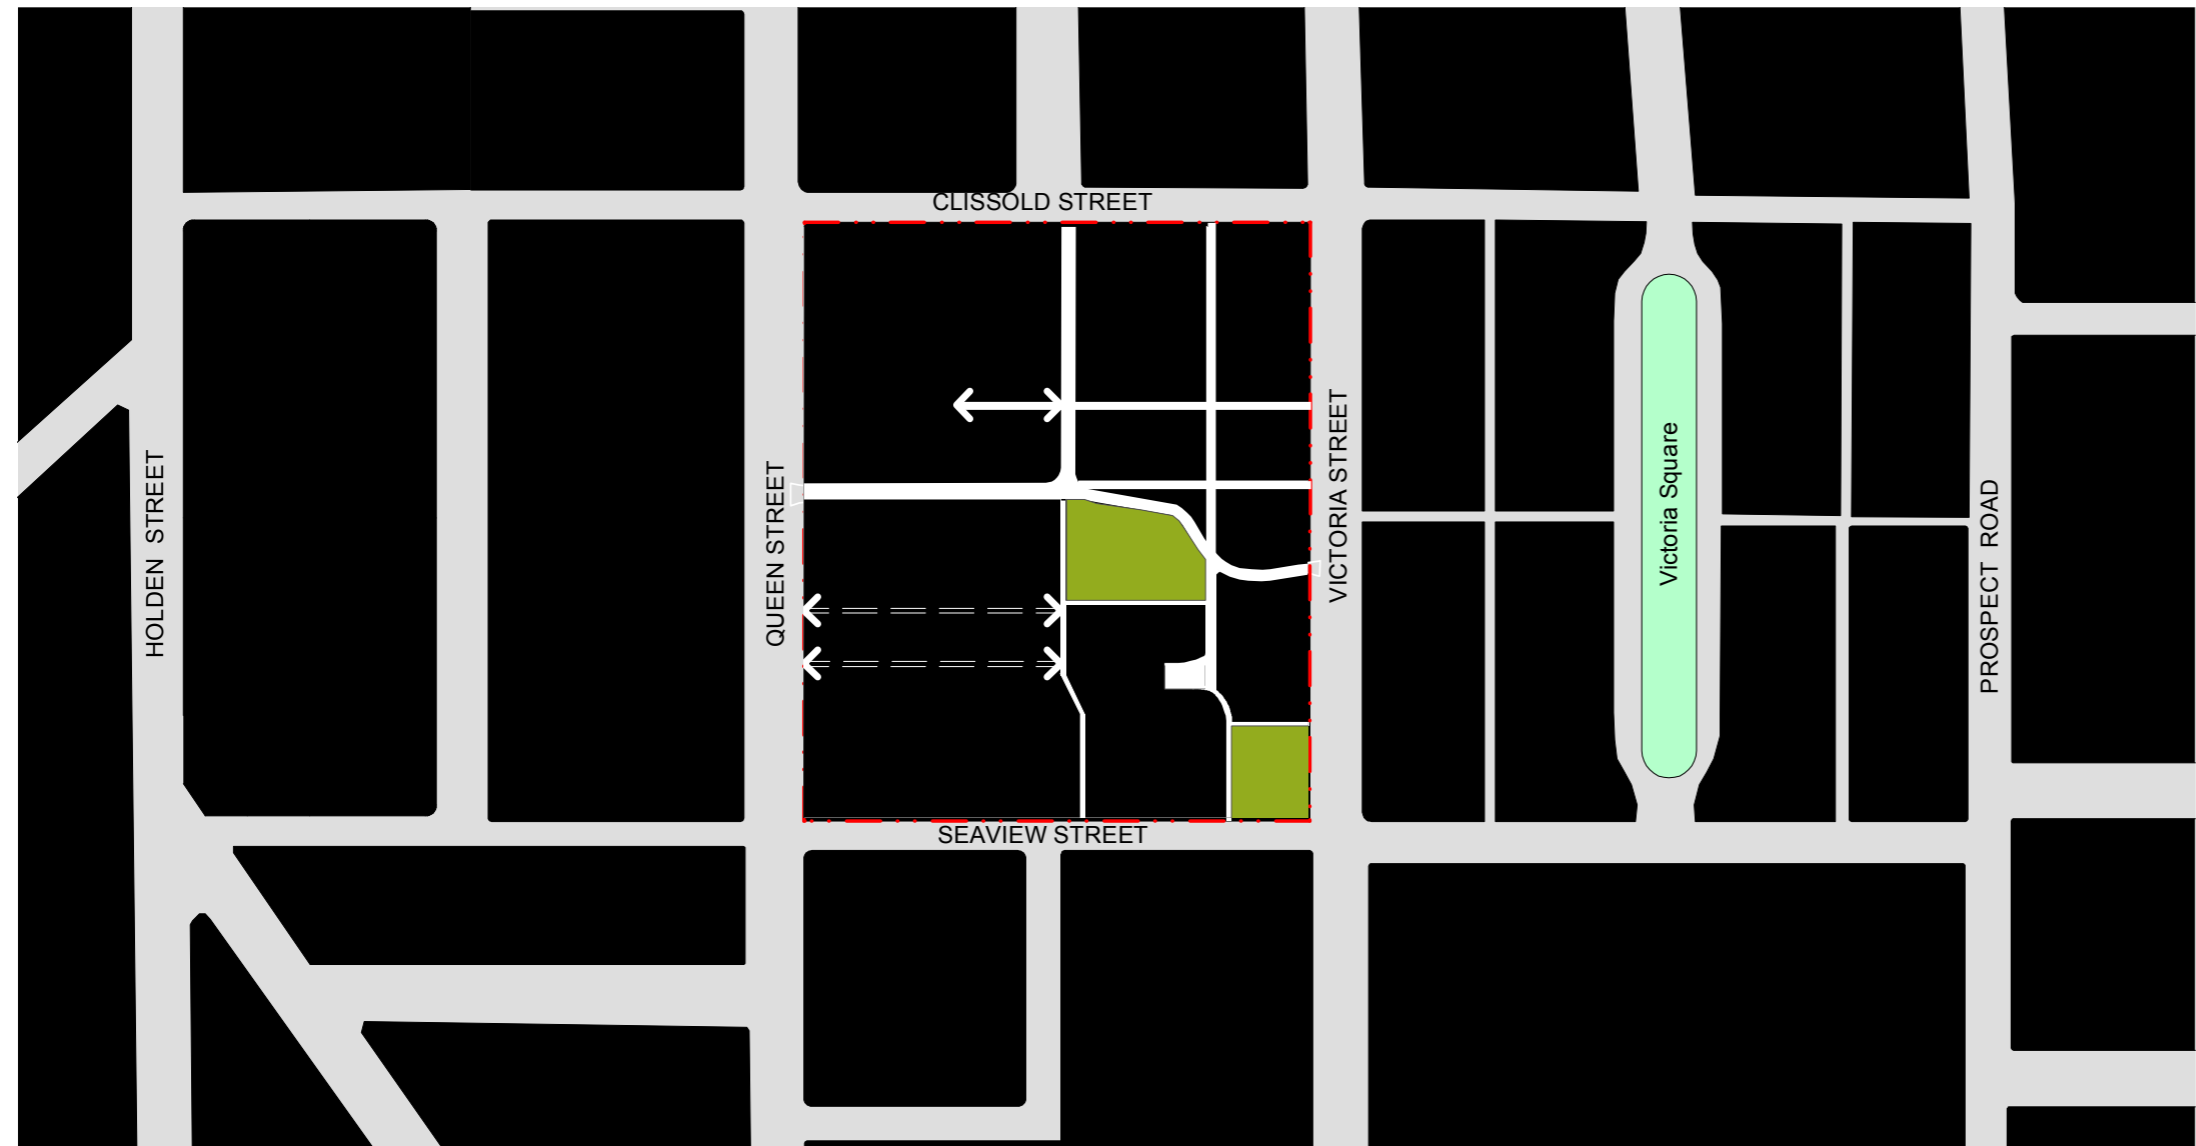 CLISSOLD STREET
HOLDEN STREET
QUEEN STREET
VICTORIA STREET
Victoria Square
PROSPECT ROAD
SEAVIEW STREET